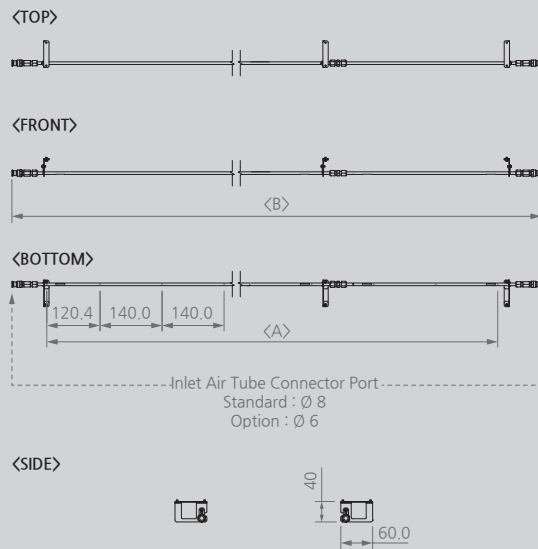 〈TOP〉
〈FRONT〉
〈B〉
〈BOTTOM〉
120.4 140.0 140.0
〈A〉
Inlet Air Tube Connector Port
Standard : Ø 8
Option : Ø 6
〈SIDE〉
40
60.0